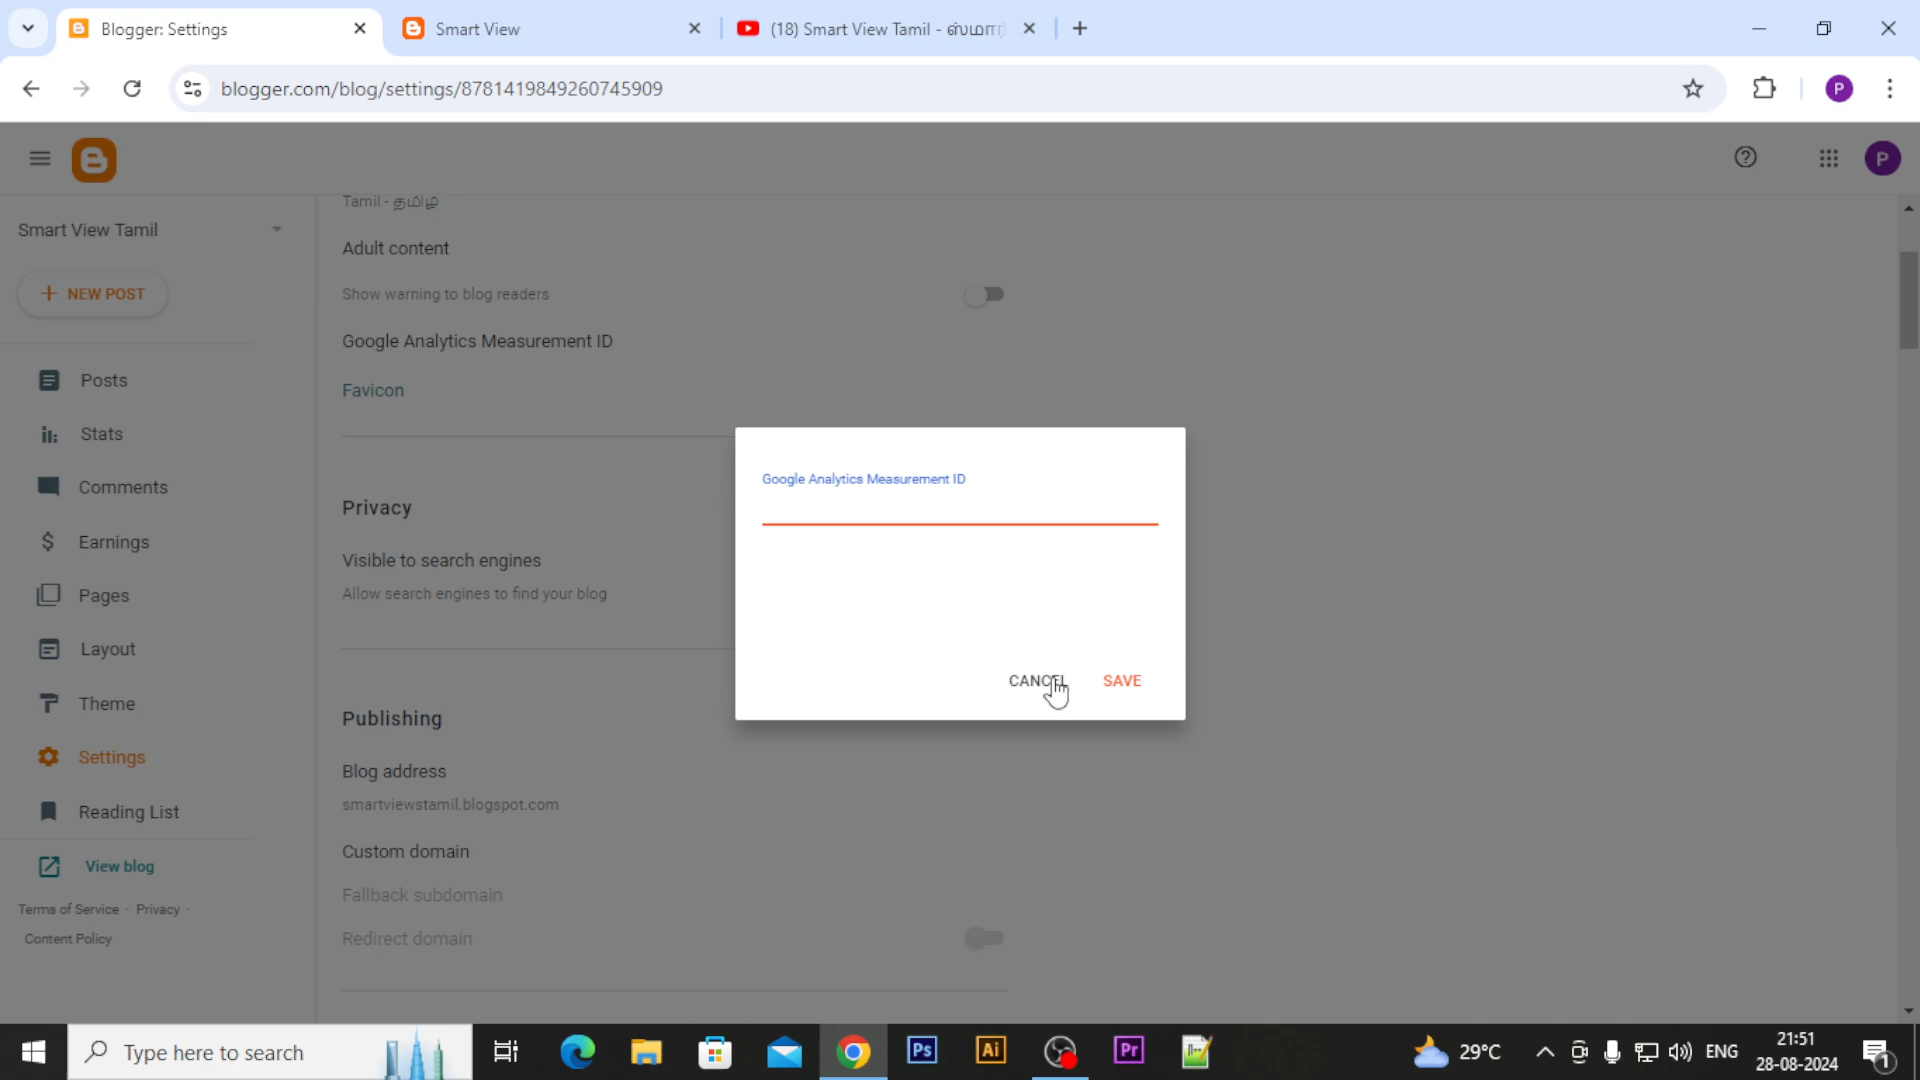 Blogger: Settings
Smart View
(18) Smart View Tamil - ஸ்மார்
blogger.com/blog/settings/8781419849260745909
P
P
Smart View Tamil
NEW POST
Posts
Stats
Comments
Earnings
Pages
Layout
Theme
Settings
Reading List
View blog
Terms of Service · Privacy ·
Content Policy
Tamil - தமிழ்
Adult content
Show warning to blog readers
Google Analytics Measurement ID
Favicon
Privacy
Visible to search engines
Allow search engines to find your blog
Publishing
Blog address
smartviewstamil.blogspot.com
Custom domain
Fallback subdomain
Redirect domain
Google Analytics Measurement ID
CANCEL SAVE
Type here to search
Ps
Ai
Pr
29°C
ENG
21:51
28-08-2024
1